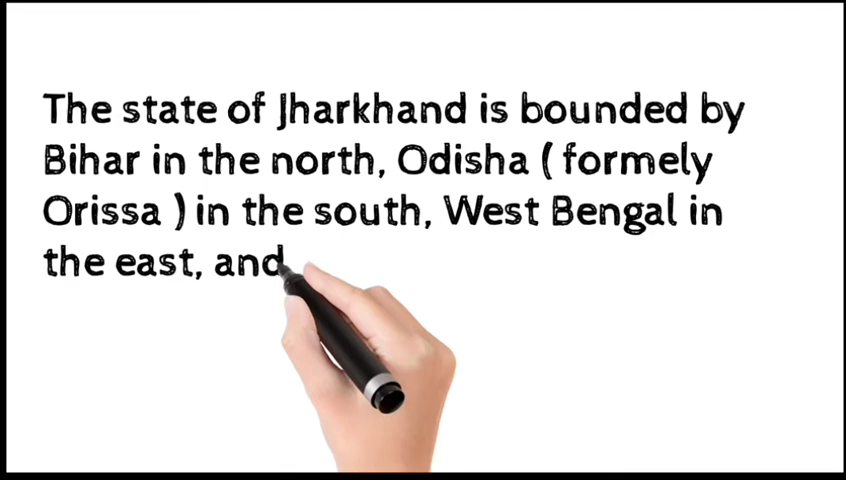 The state of Jharkhand is bounded by
Bihar in the north, Odisha ( formely
Orissa ) in the south, West Bengal in
the east, and